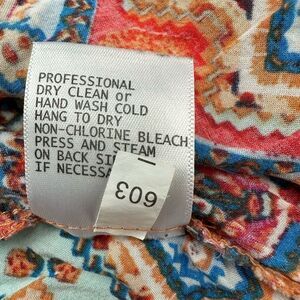 PROFESSIONAL
DRY CLEAN or
HAND WASH COLD
HANG TO DRY
NON-CHLORINE BLEACH
PRESS AND STEAM
ON BACK
IF
603